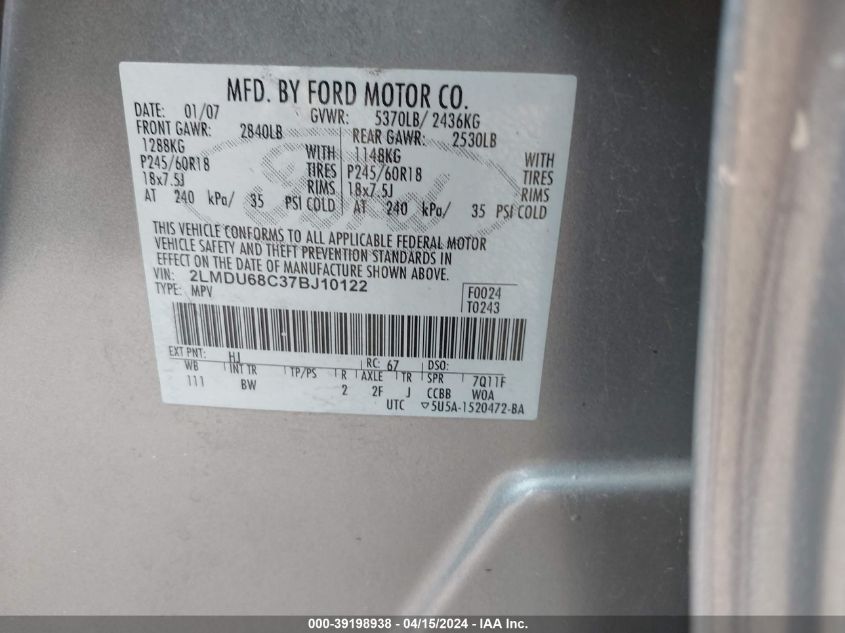 MFD. BY FORD MOTOR CO.
DATE: 01/07 GVWR: 5370LB/ 2436KG
FRONT GAWR: 2840LB REAR GAWR: 2530LB
1288KG WITH 1148KG WITH
P245/60R18 TIRES P245/60R18 TIRES
18x7.5J RIMS 18x7.5J RIMS
AT 240 kPa/ 35 PSI COLD AT 240 kPa/ 35 PSI COLD
THIS VEHICLE CONFORMS TO ALL APPLICABLE FEDERAL MOTOR
VEHICLE SAFETY AND THEFT PREVENTION STANDARDS IN
EFFECT ON THE DATE OF MANUFACTURE SHOWN ABOVE.
VIN: 2LMDU68C37BJ10122
TYPE: MPV
F0024
T0243
EXT PNT: HJ RC: 67 DSO:
WB INT TR TP/PS R AXLE TR SPR 7Q11F
111 BW 2 2F J CCBB WOA
UTC ▽5U5A-1520472-BA
Ford
000-39198938 - 04/15/2024 - IAA Inc.